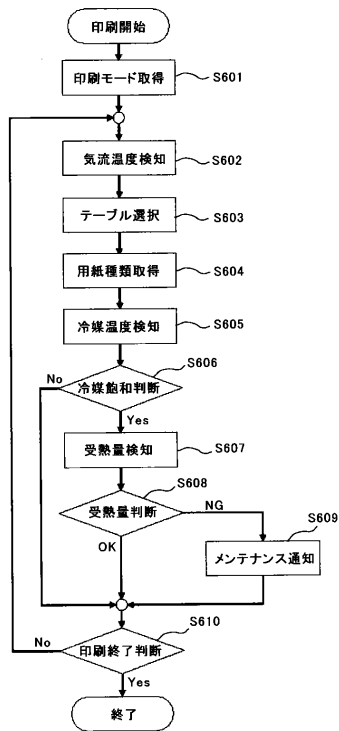 印刷開始
印刷モード取得
S601
気流温度検知
S602
テーブル選択
S603
用紙種類取得
S604
冷媒温度検知
S605
S606
No
冷媒飽和判断
Yes
受熱量検知
S607
S608
受熱量判断
NG
S609
OK
メンテナンス通知
S610
No
印刷終了判断
Yes
終了